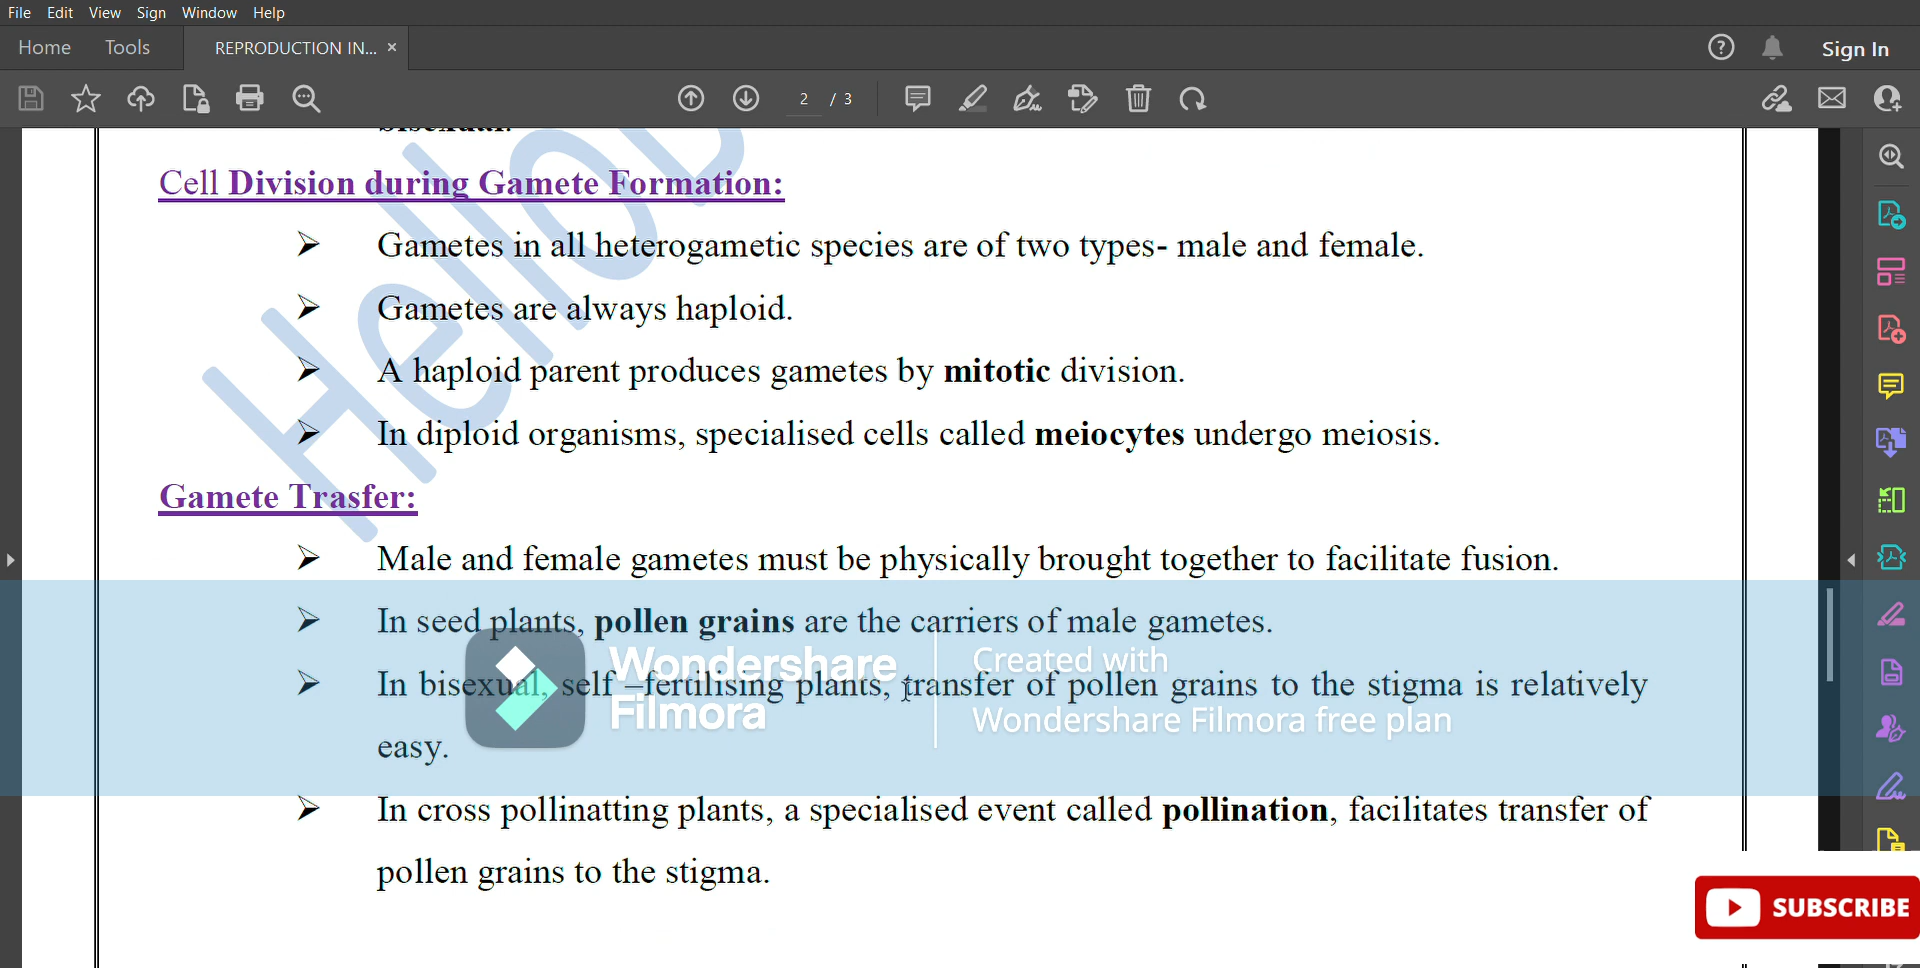 File Edit View Sign Window Help
Home Tools REPRODUCTION IN... × Sign In
2 / 3
bisexual.
Cell Division during Gamete Formation:
➢ Gametes in all heterogametic species are of two types- male and female.
➢ Gametes are always haploid.
➢ A haploid parent produces gametes by mitotic division.
➢ In diploid organisms, specialised cells called meiocytes undergo meiosis.
Gamete Trasfer:
➢ Male and female gametes must be physically brought together to facilitate fusion.
➢ In seed plants, pollen grains are the carriers of male gametes.
➢ In bisexual, self –fertilising plants, transfer of pollen grains to the stigma is relatively
easy.
➢ In cross pollinatting plants, a specialised event called pollination, facilitates transfer of
pollen grains to the stigma.
Wondershare
Filmora
Created with
Wondershare Filmora free plan
SUBSCRIBE